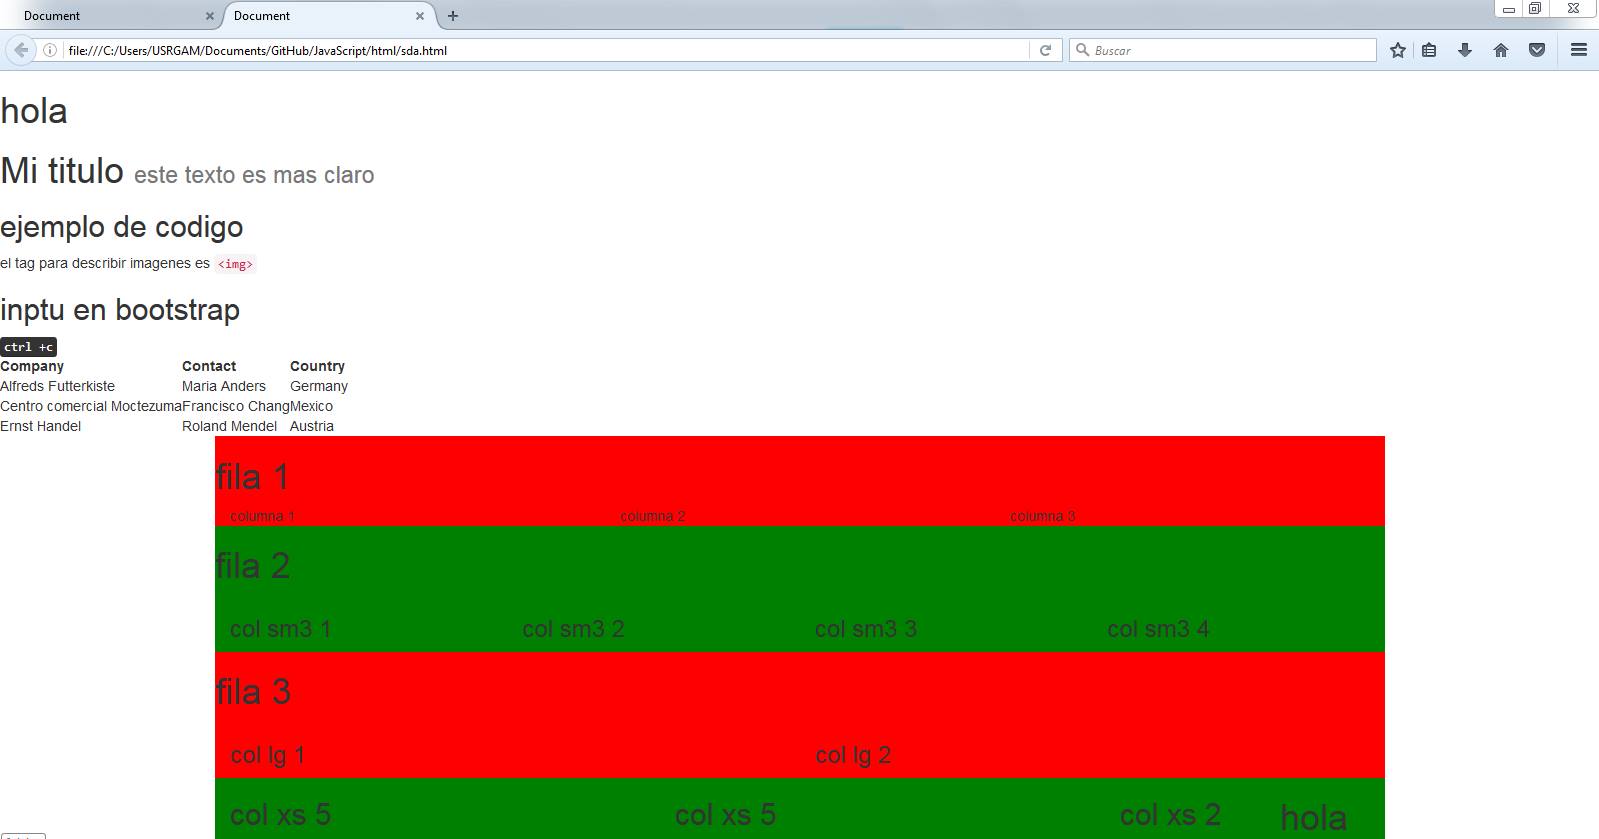 Document Document
file:///C:/Users/USRGAM/Documents/GitHub/JavaScript/html/sda.html Buscar
hola
Mi titulo este texto es mas claro
ejemplo de codigo
el tag para describir imagenes es <img>
inptu en bootstrap
ctrl +c
Company Contact Country
Alfreds Futterkiste Maria Anders Germany
Centro comercial Moctezuma Francisco Chang Mexico
Ernst Handel Roland Mendel Austria
fila 1
columna 1 columna 2 columna 3
fila 2
col sm3 1 col sm3 2 col sm3 3 col sm3 4
fila 3
col lg 1 col lg 2
col xs 5 col xs 5 col xs 2 hola